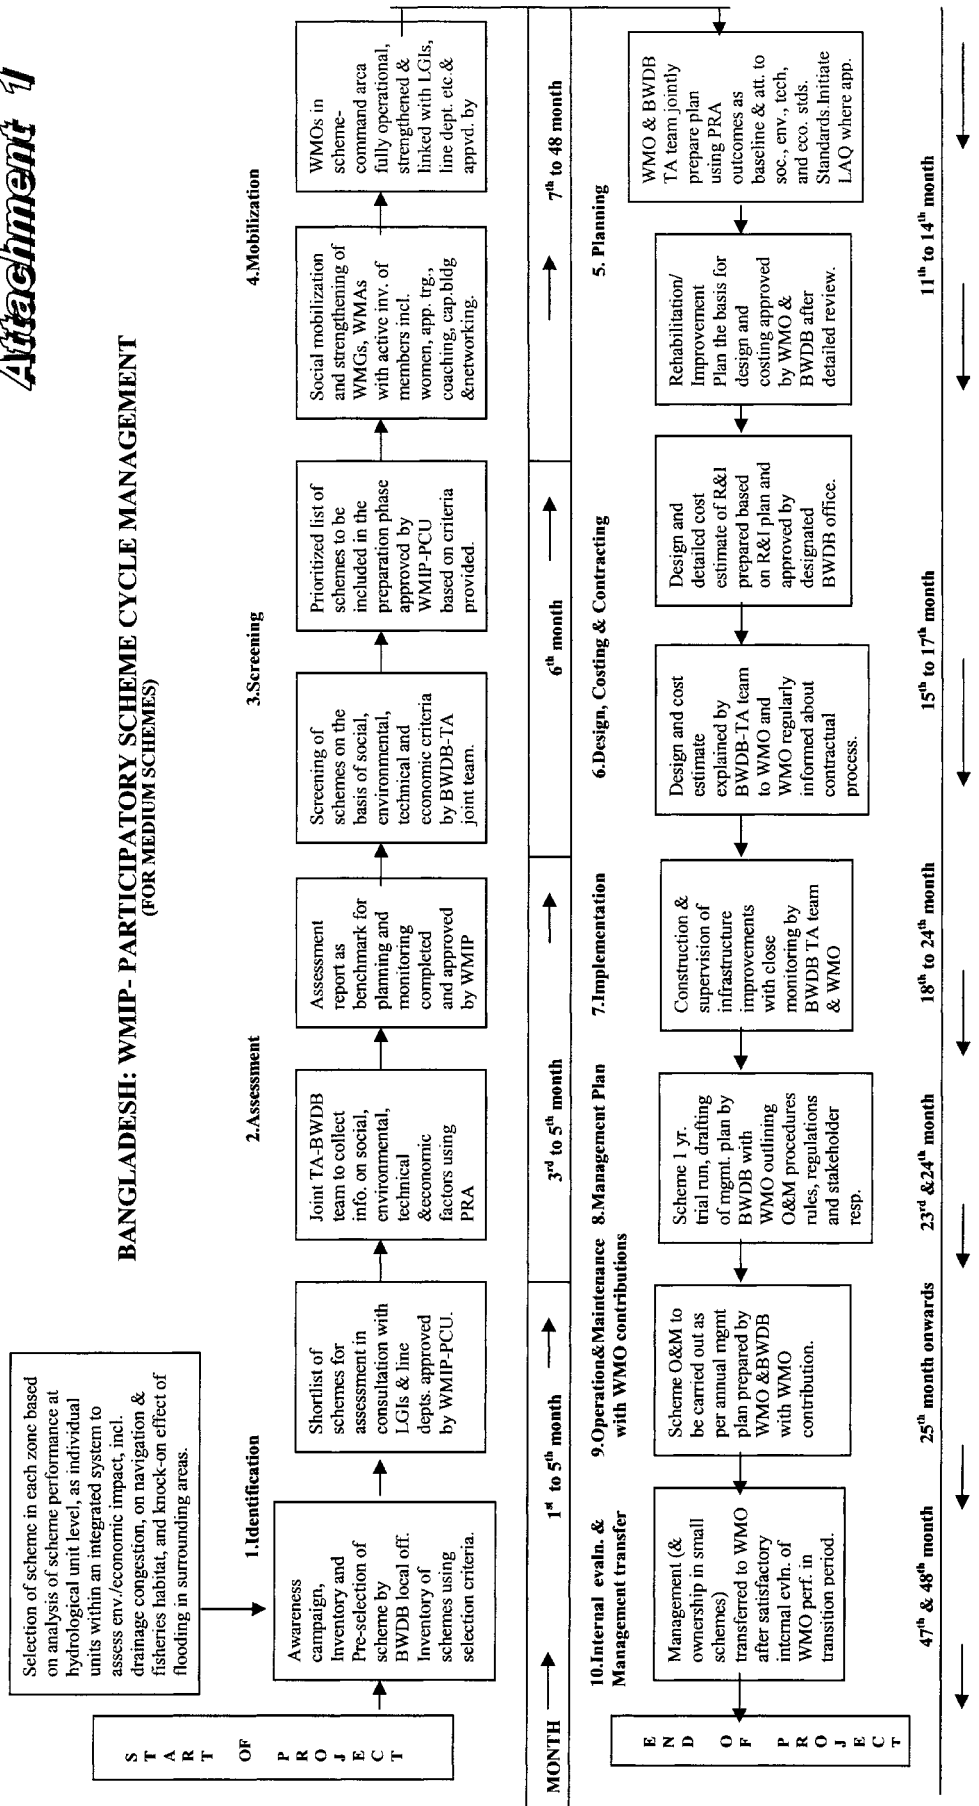 Attachment 1
BANGLADESH: WMIP- PARTICIPATORY SCHEME CYCLE MANAGEMENT
(FOR MEDIUM SCHEMES)
Selection of scheme in each zone based
on analysis of scheme performance at
hydrological unit level, as individual
units within an integrated system to
assess env./economic impact, incl.
drainage congestion, on navigation &
fisheries habitat, and knock-on effect of
flooding in surrounding areas.
START OF PROJECT
1.Identification
Awareness
campaign,
Inventory and
Pre-selection of
scheme by
BWDB local off.
Inventory of
schemes using
selection criteria.
Shortlist of
schemes for
assessment in
consultation with
LGIs & line
depts. approved
by WMIP-PCU.
2.Assessment
Joint TA-BWDB
team to collect
info. on social,
environmental,
technical
&economic
factors using
PRA
Assessment
report as
benchmark for
planning and
monitoring
completed
and approved
by WMIP
3.Screening
Screening of
schemes on the
basis of social,
environmental,
technical and
economic criteria
by BWDB-TA
joint team.
Prioritized list of
schemes to be
included in the
preparation phase
approved by
WMIP-PCU
based on criteria
provided.
4.Mobilization
Social mobilization
and strengthening of
WMGs, WMAs
with active inv. of
members incl.
women, app. trg.,
coaching, cap.bldg
&networking.
WMOs in
scheme-
command area
fully operational,
strengthened &
linked with LGIs,
line dept. etc.&
appvd. by
MONTH
1st to 5th month
3rd to 5th month
6th month
7th to 48 month
5. Planning
WMO & BWDB
TA team jointly
prepare plan
using PRA
outcomes as
baseline & att. to
soc., env., tech,
and eco. stds.
Standards.Initiate
LAQ where app.
Rehabilitation/
Improvement
Plan the basis for
design and
costing approved
by WMO &
BWDB after
detailed review.
6.Design, Costing & Contracting
Design and
detailed cost
estimate of R&I
prepared based
on R&I plan and
approved by
designated
BWDB office.
Design and cost
estimate
explained by
BWDB-TA team
to WMO and
WMO regularly
informed about
contractual
process.
7.Implementation
Construction &
supervision of
infrastructure
improvements
with close
monitoring by
BWDB TA team
& WMO
8.Management Plan
Scheme 1 yr.
trial run, drafting
of mgmt. plan by
BWDB with
WMO outlining
O&M procedures
rules, regulations
and stakeholder
resp.
9.Operation&Maintenance
with WMO contributions
Scheme O&M to
be carried out as
per annual mgmt
plan prepared by
WMO &BWDB
with WMO
contribution.
10.Internal evaln. &
Management transfer
Management (&
ownership in small
schemes)
transferred to WMO
after satisfactory
internal evln. of
WMO perf. in
transition period.
END OF PROJECT
47th & 48th month
25th month onwards
23rd &24th month
18th to 24th month
15th to 17th month
11th to 14th month